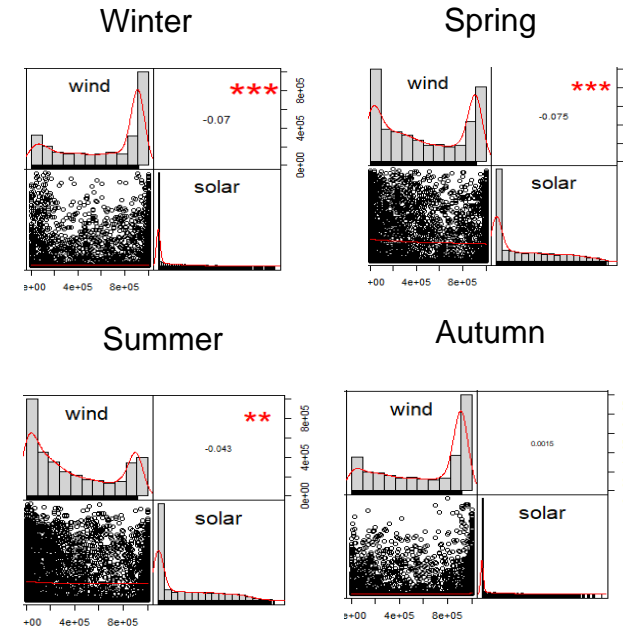 Winter
Spring
wind
***
-0.07
solar
0e+00 4e+05 8e+05
e+00 4e+05 8e+05
wind
***
-0.075
solar
+00 4e+05 8e+05
Summer
Autumn
wind
**
-0.043
solar
0e+00 4e+05 8e+05
+00 4e+05 8e+05
wind
0.0015
solar
+00 4e+05 8e+05